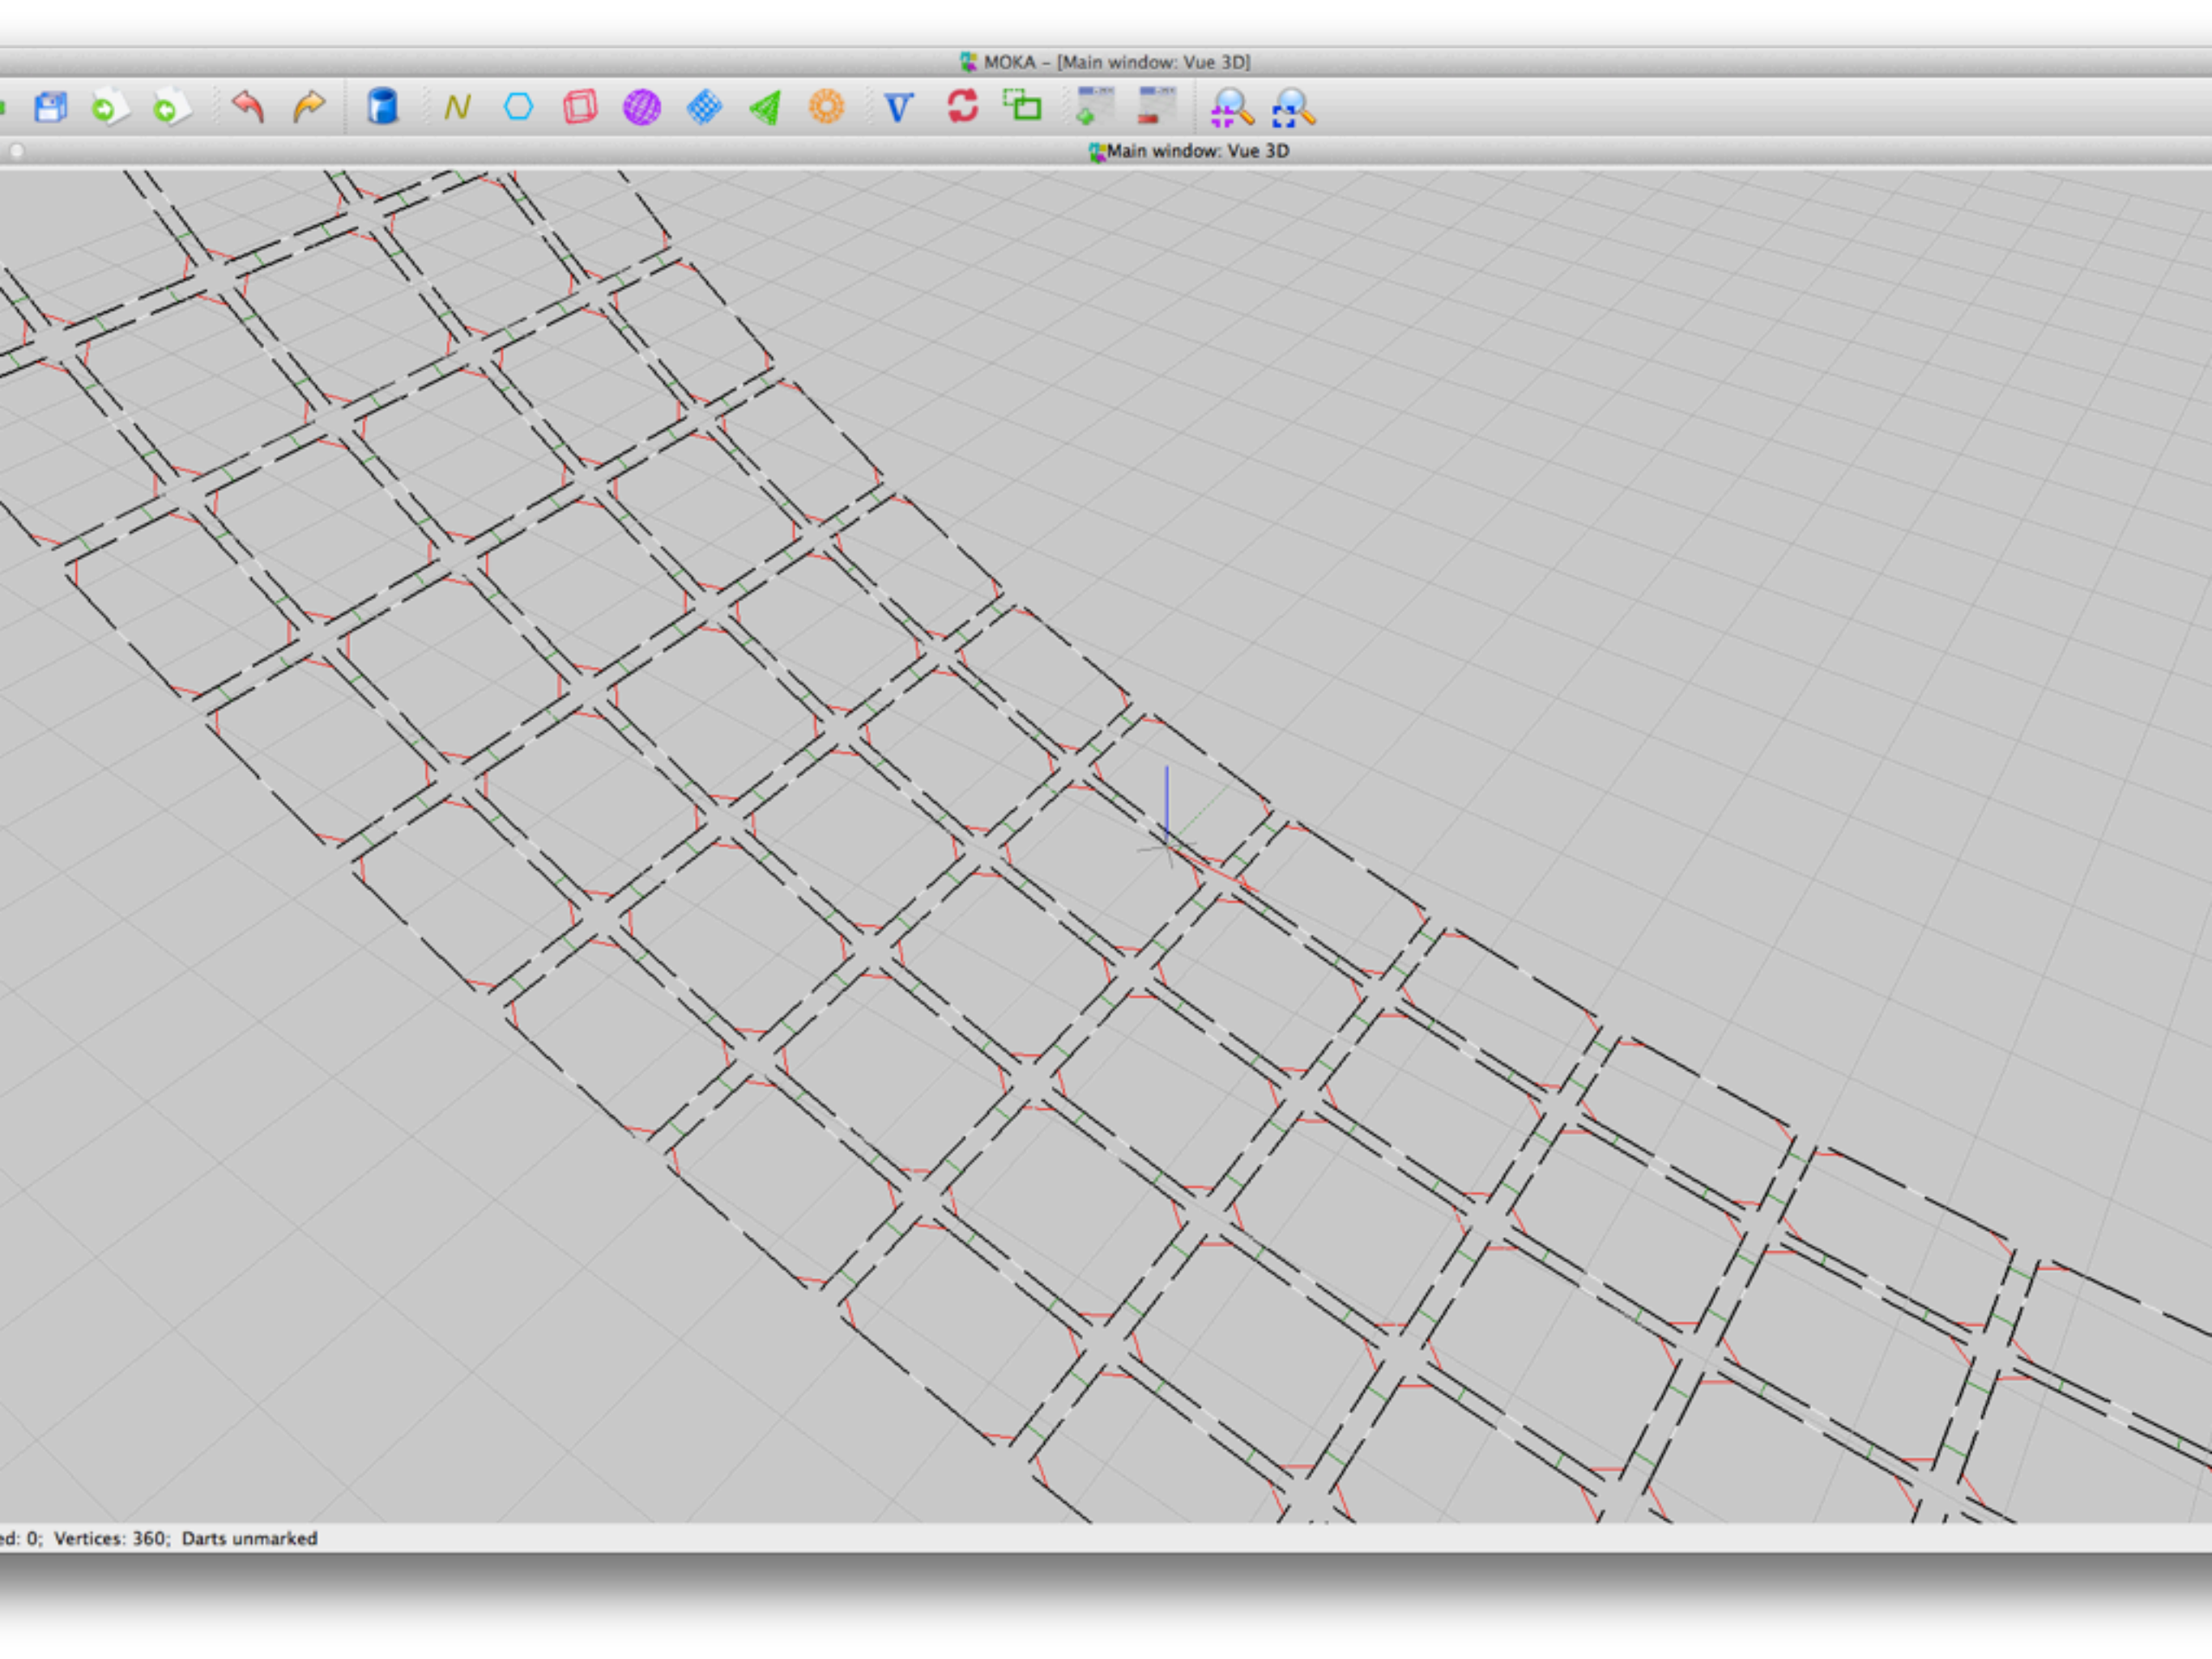 MOKA – [Main window: Vue 3D]
Main window: Vue 3D
ed: 0; Vertices: 360; Darts unmarked